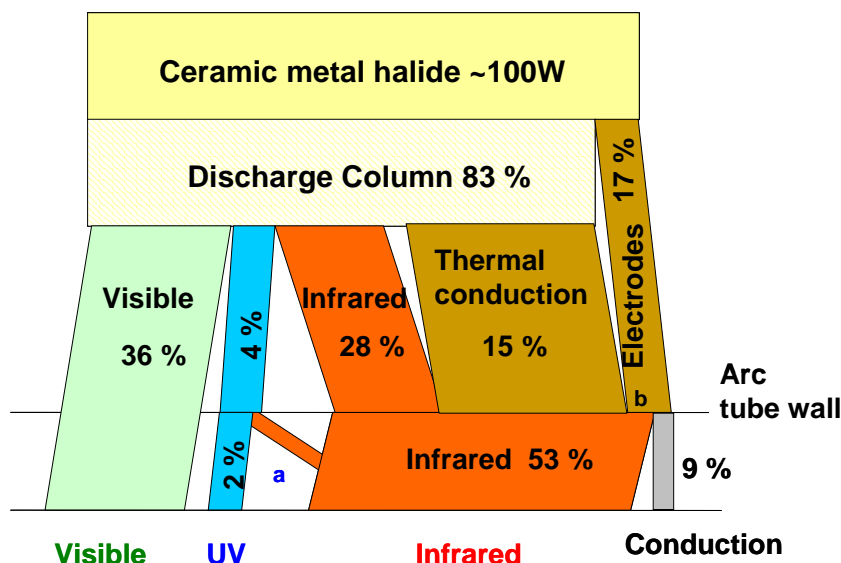 Ceramic metal halide ~100W
Discharge Column 83 %
Electrodes 17 %
Visible
36 %
4 %
Infrared
28 %
Thermal
conduction
15 %
b
Arc
tube wall
2 %
a
Infrared 53 %
9 %
Visible
UV
Infrared
Conduction